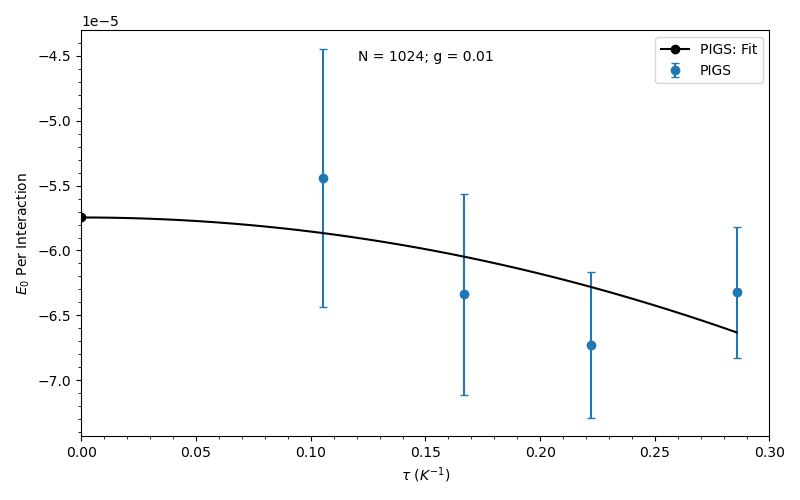 1e−5
N = 1024; g = 0.01
PIGS: Fit
PIGS
−4.5
−5.0
−5.5
−6.0
−6.5
−7.0
E₀ Per Interaction
0.00 0.05 0.10 0.15 0.20 0.25 0.30
τ (K⁻¹)